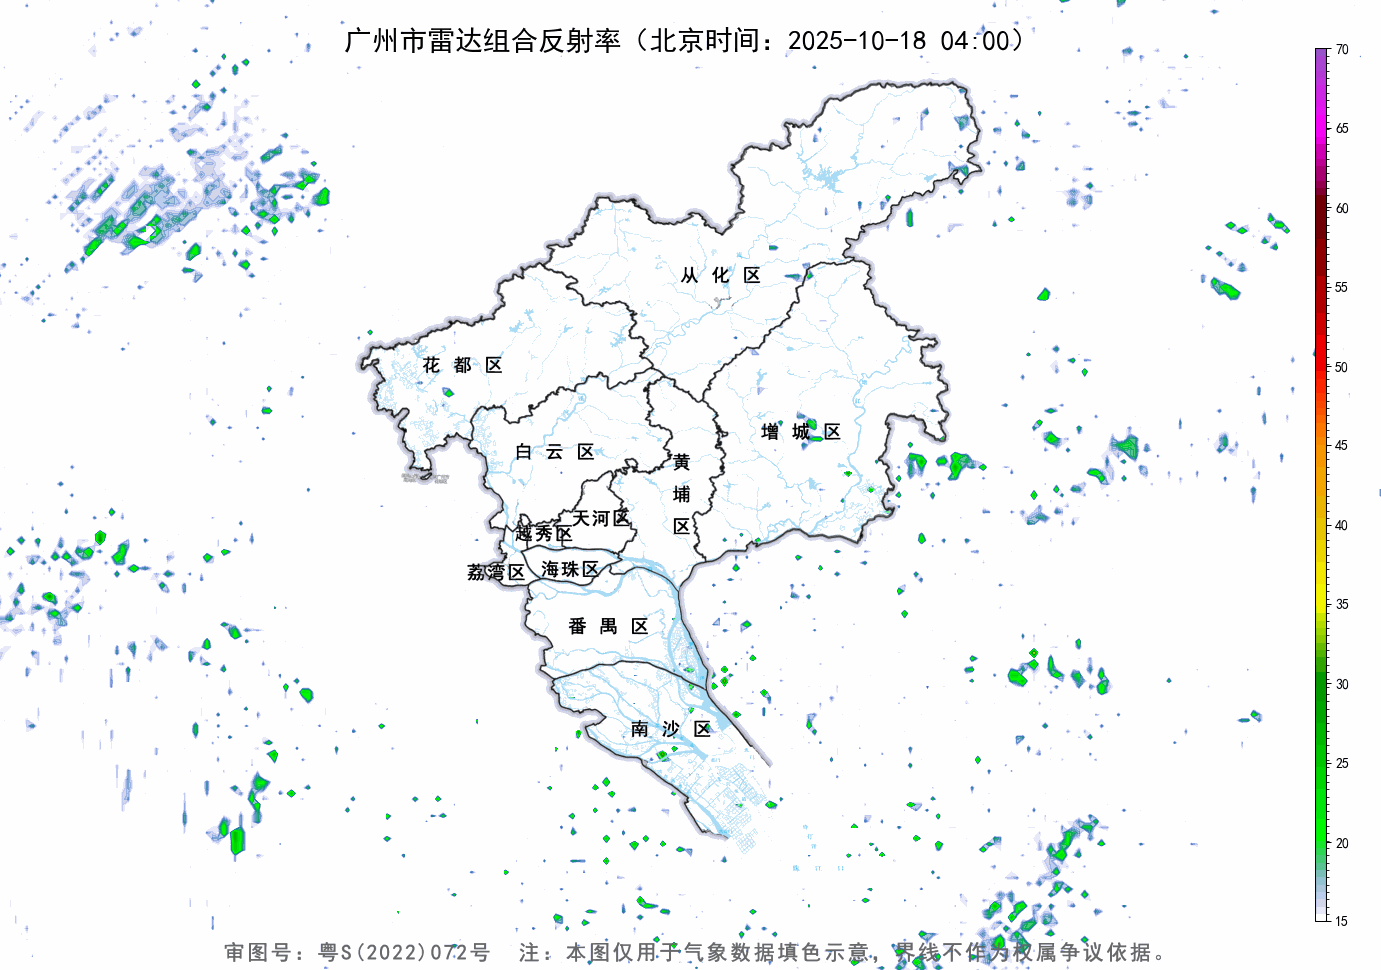 广州市雷达组合反射率（北京时间：2025-10-18 04:00）
70
65
60
55
50
45
40
35
30
25
20
15
从化区
花都区
增城区
白云区
黄埔区
天河区
越秀区
荔湾区
海珠区
番禺区
南沙区
审图号：粤S(2022)072号 注：本图仅用于气象数据填色示意，界线不作为权属争议依据。